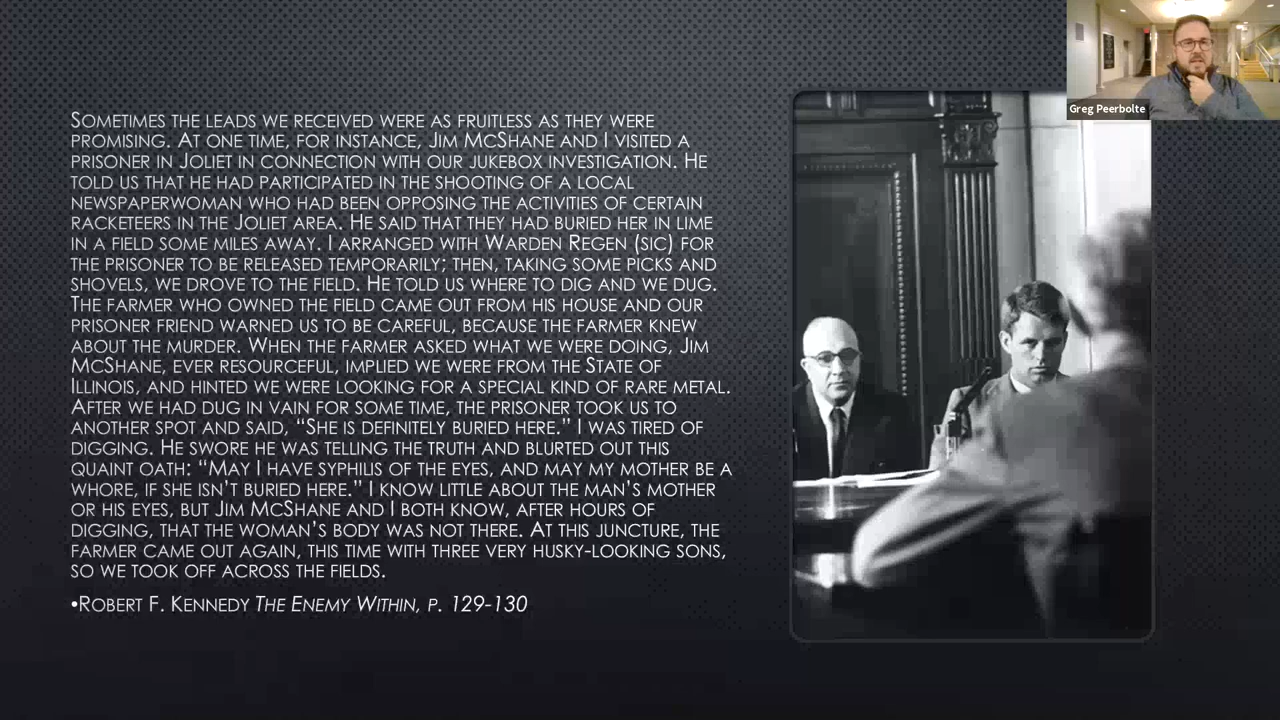 Sometimes the leads we received were as fruitless as they were
promising. At one time, for instance, Jim McShane and I visited a
prisoner in Joliet in connection with our jukebox investigation. He
told us that he had participated in the shooting of a local
newspaperwoman who had been opposing the activities of certain
racketeers in the Joliet area. He said that they had buried her in lime
in a field some miles away. I arranged with Warden Regen (sic) for
the prisoner to be released temporarily; then, taking some picks and
shovels, we drove to the field. He told us where to dig and we dug.
The farmer who owned the field came out from his house and our
prisoner friend warned us to be careful, because the farmer knew
about the murder. When the farmer asked what we were doing, Jim
McShane, ever resourceful, implied we were from the State of
Illinois, and hinted we were looking for a special kind of rare metal.
After we had dug in vain for some time, the prisoner took us to
another spot and said, “She is definitely buried here.” I was tired of
digging. He swore he was telling the truth and blurted out this
quaint oath: “May I have syphilis of the eyes, and may my mother be a
whore, if she isn’t buried here.” I know little about the man’s mother
or his eyes, but Jim McShane and I both know, after hours of
digging, that the woman’s body was not there. At this juncture, the
farmer came out again, this time with three very husky-looking sons,
so we took off across the fields.
•Robert F. Kennedy The Enemy Within, p. 129-130
Greg Peerbolte